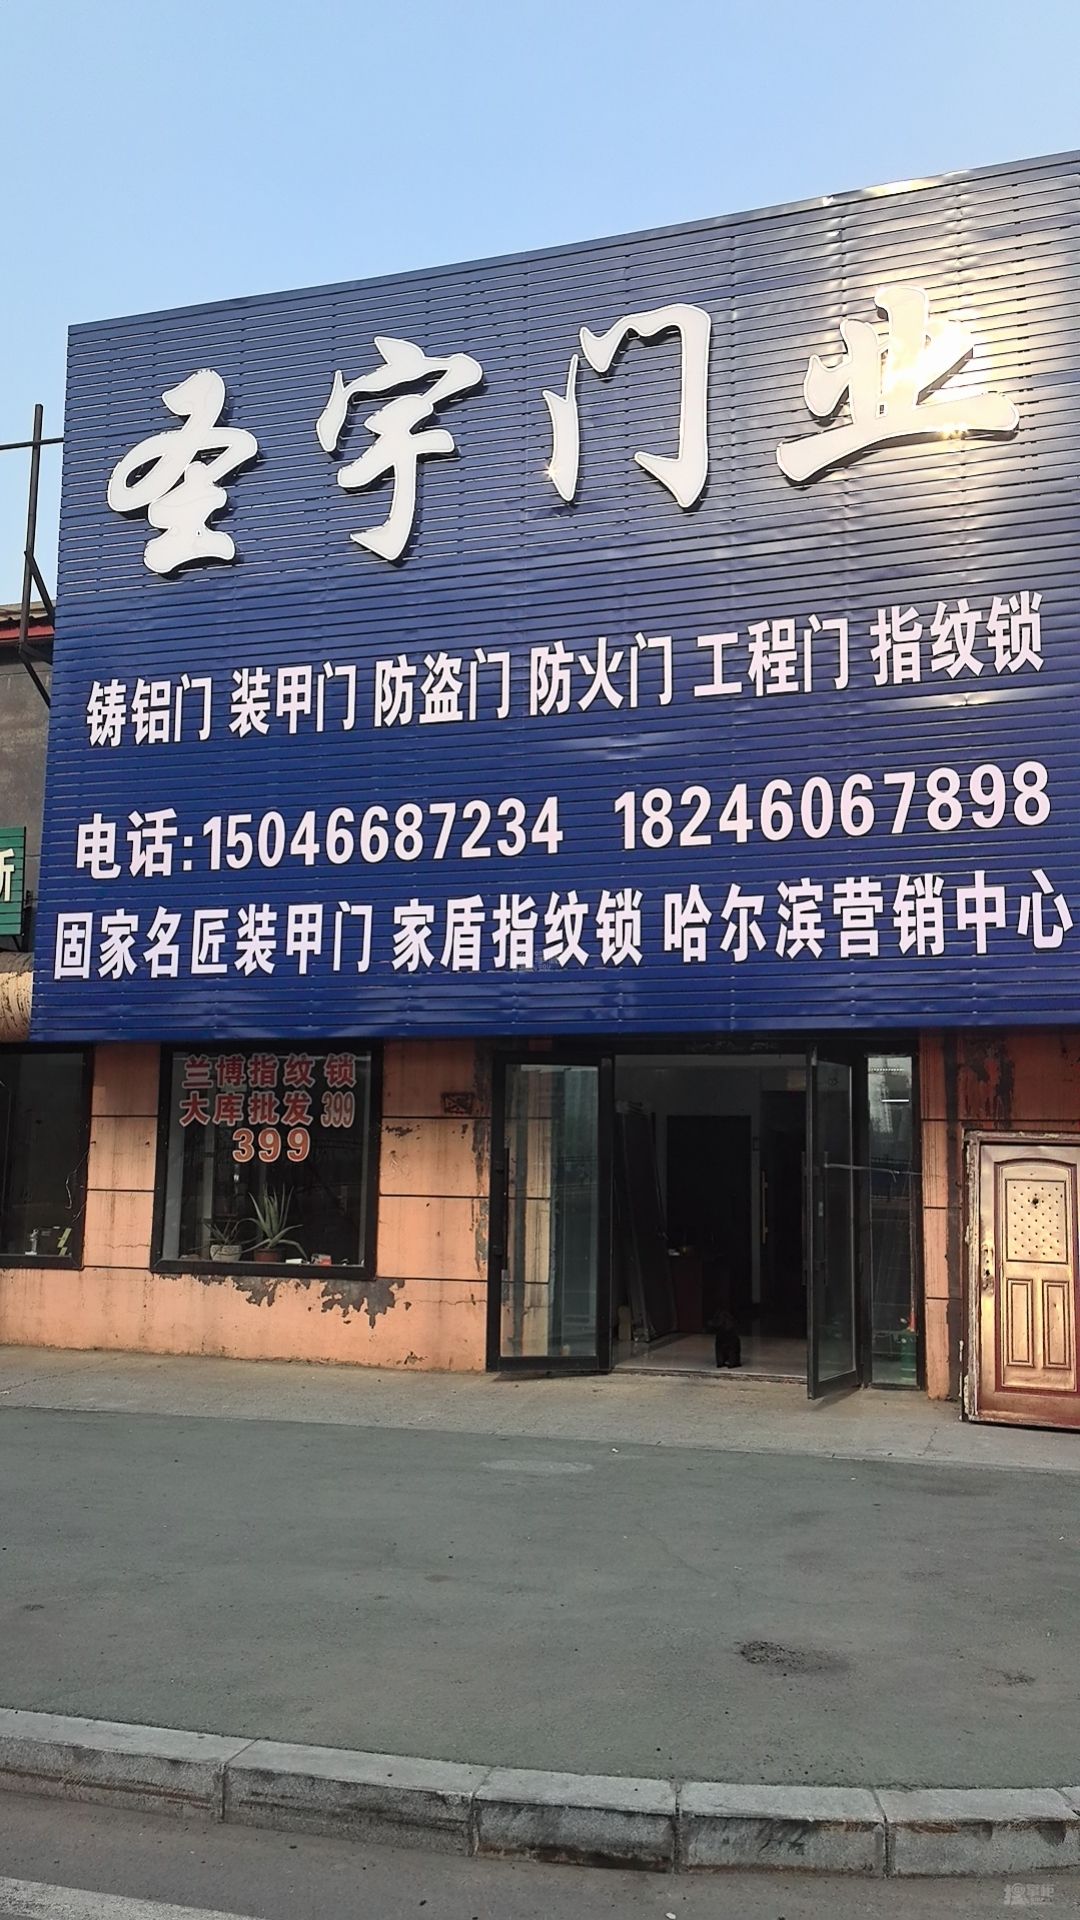 圣宇门业
铸铝门 装甲门 防盗门 防火门 工程门 指纹锁
电话:15046687234 18246067898
固家名匠装甲门 家盾指纹锁 哈尔滨营销中心
所
兰博指纹锁
大库批发 399
399